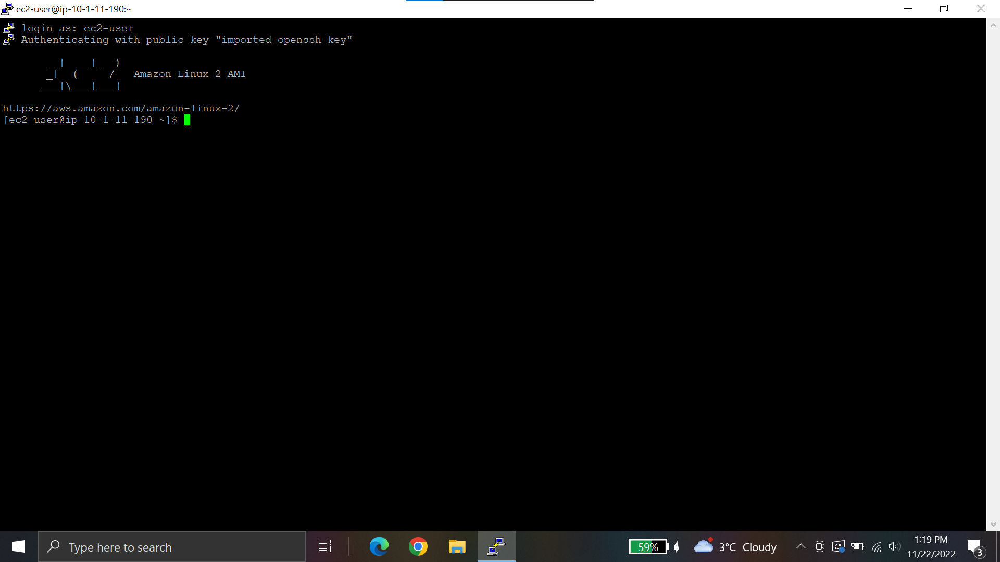 ec2-user@ip-10-1-11-190:~
login as: ec2-user
Authenticating with public key "imported-openssh-key"
       __|  __|_  )
       _|  (     /   Amazon Linux 2 AMI
      ___|\___|___|
https://aws.amazon.com/amazon-linux-2/
[ec2-user@ip-10-1-11-190 ~]$
Type here to search
59%
3°C Cloudy
1:19 PM
11/22/2022
3